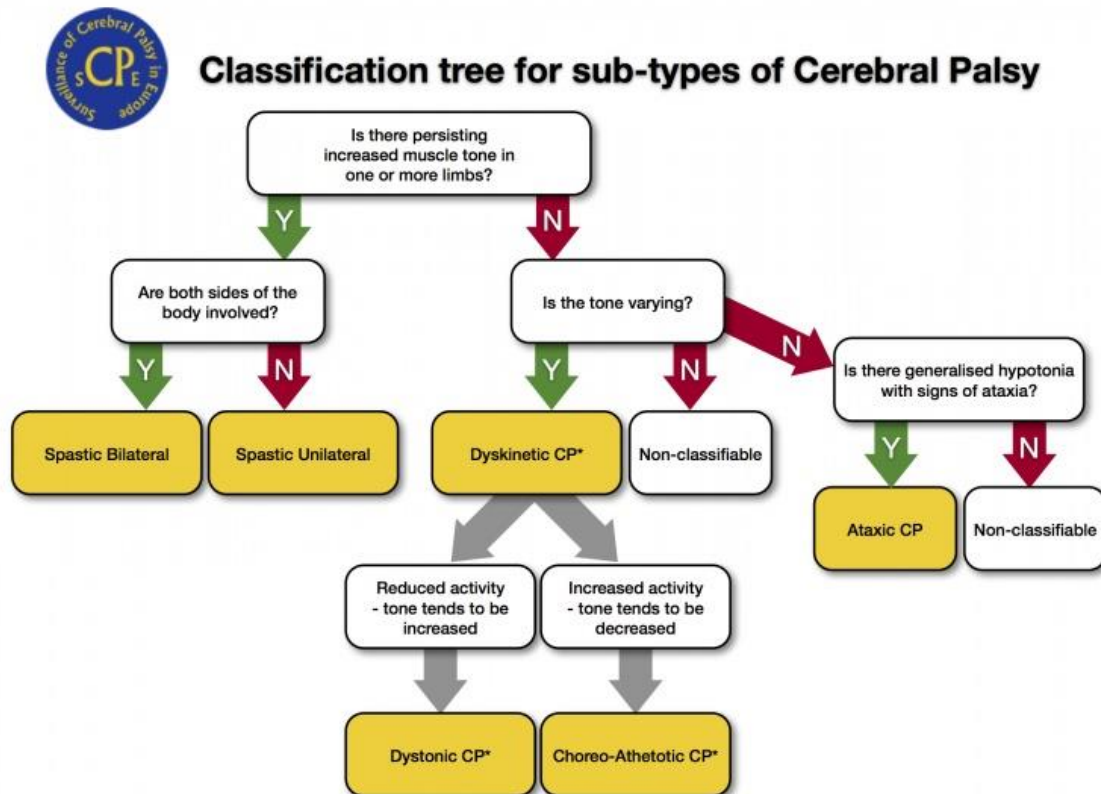 Surveillance of Cerebral Palsy in Europe
SCPE
Classification tree for sub-types of Cerebral Palsy
Is there persisting
increased muscle tone in
one or more limbs?
Y
N
Are both sides of the
body involved?
Is the tone varying?
Y
N
Y
N
N
Is there generalised hypotonia
with signs of ataxia?
Spastic Bilateral
Spastic Unilateral
Dyskinetic CP*
Non-classifiable
Y
N
Ataxic CP
Non-classifiable
Reduced activity
- tone tends to be
increased
Increased activity
- tone tends to be
decreased
Dystonic CP*
Choreo-Athetotic CP*